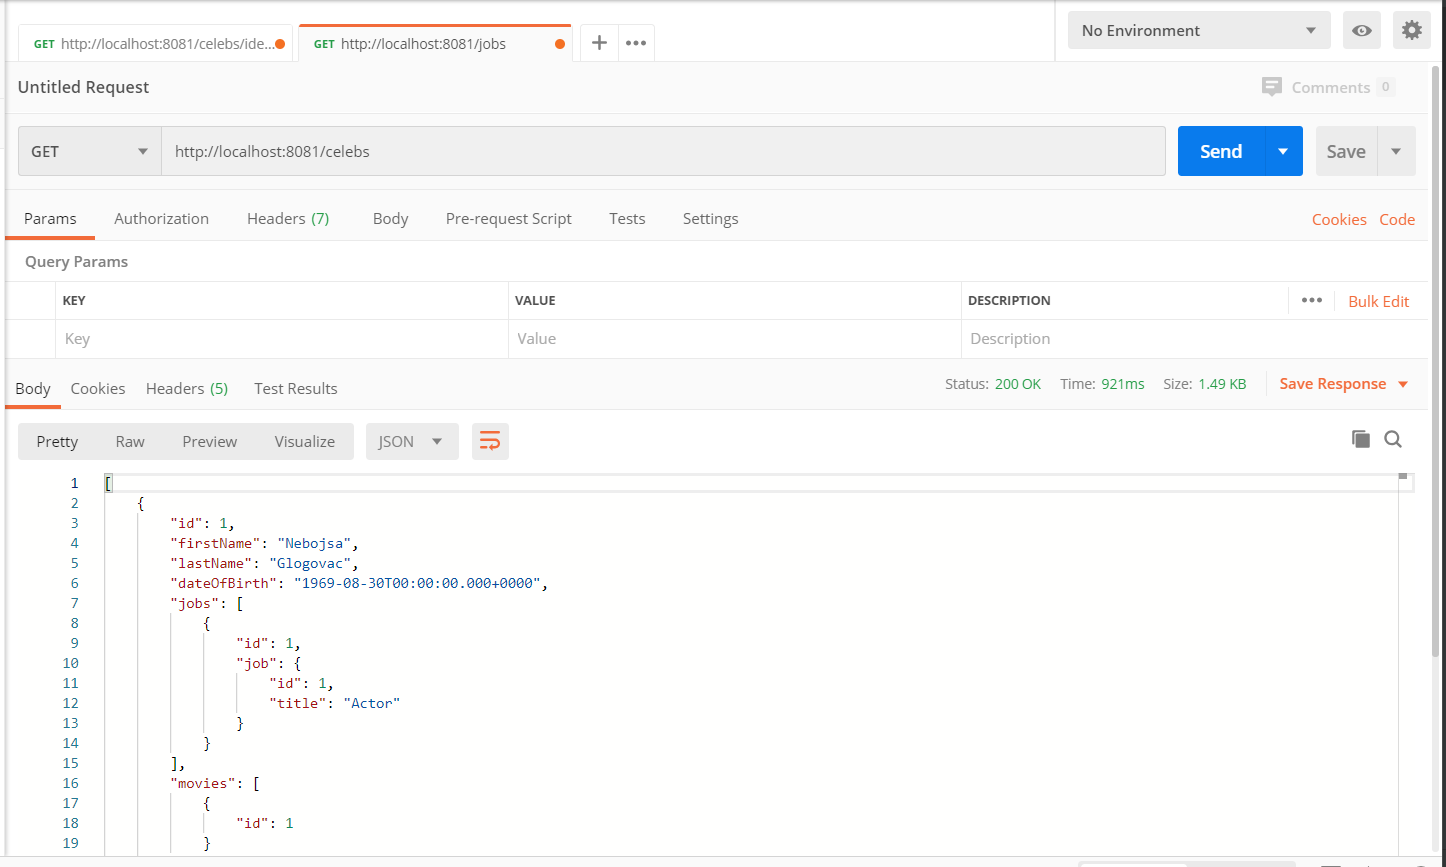 GET http://localhost:8081/celebs/ide... GET http://localhost:8081/jobs No Environment
Untitled Request Comments 0
GET http://localhost:8081/celebs Send Save
Params Authorization Headers (7) Body Pre-request Script Tests Settings Cookies Code
Query Params
KEY VALUE DESCRIPTION Bulk Edit
Key Value Description
Body Cookies Headers (5) Test Results Status: 200 OK Time: 921ms Size: 1.49 KB Save Response
Pretty Raw Preview Visualize JSON
1 [
2 {
3 "id": 1,
4 "firstName": "Nebojsa",
5 "lastName": "Glogovac",
6 "dateOfBirth": "1969-08-30T00:00:00.000+0000",
7 "jobs": [
8 {
9 "id": 1,
10 "job": {
11 "id": 1,
12 "title": "Actor"
13 }
14 }
15 ],
16 "movies": [
17 {
18 "id": 1
19 }